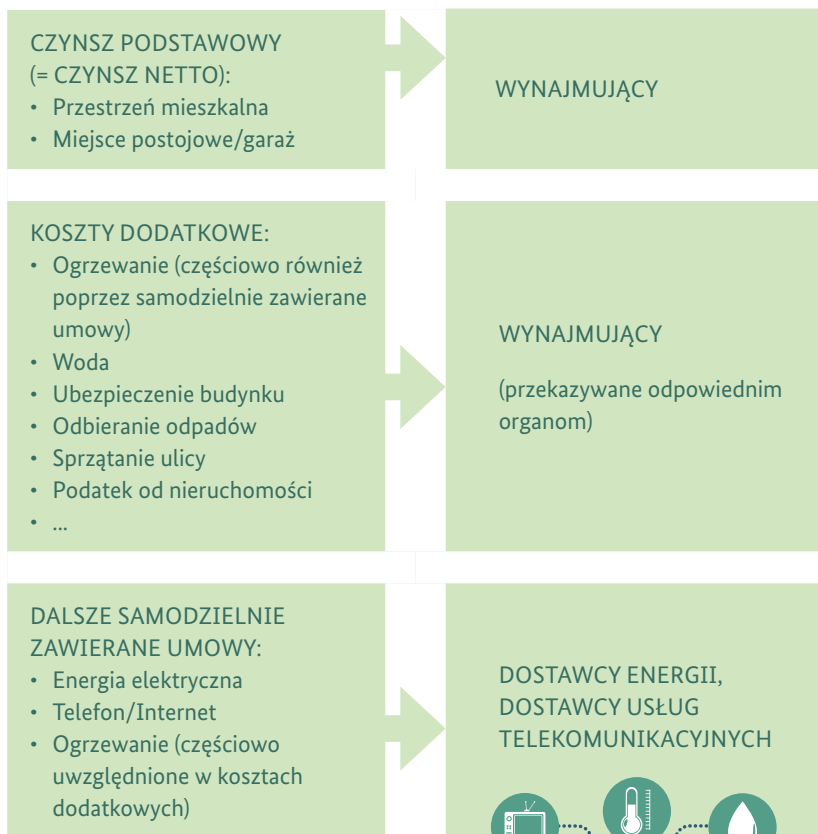 CZYNSZ PODSTAWOWY
(= CZYNSZ NETTO):
• Przestrzeń mieszkalna
• Miejsce postojowe/garaż
WYNAJMUJĄCY
KOSZTY DODATKOWE:
• Ogrzewanie (częściowo również
poprzez samodzielnie zawierane
umowy)
• Woda
• Ubezpieczenie budynku
• Odbieranie odpadów
• Sprzątanie ulicy
• Podatek od nieruchomości
• ...
WYNAJMUJĄCY
(przekazywane odpowiednim
organom)
DALSZE SAMODZIELNIE
ZAWIERANE UMOWY:
• Energia elektryczna
• Telefon/Internet
• Ogrzewanie (częściowo
uwzględnione w kosztach
dodatkowych)
DOSTAWCY ENERGII,
DOSTAWCY USŁUG
TELEKOMUNIKACYJNYCH